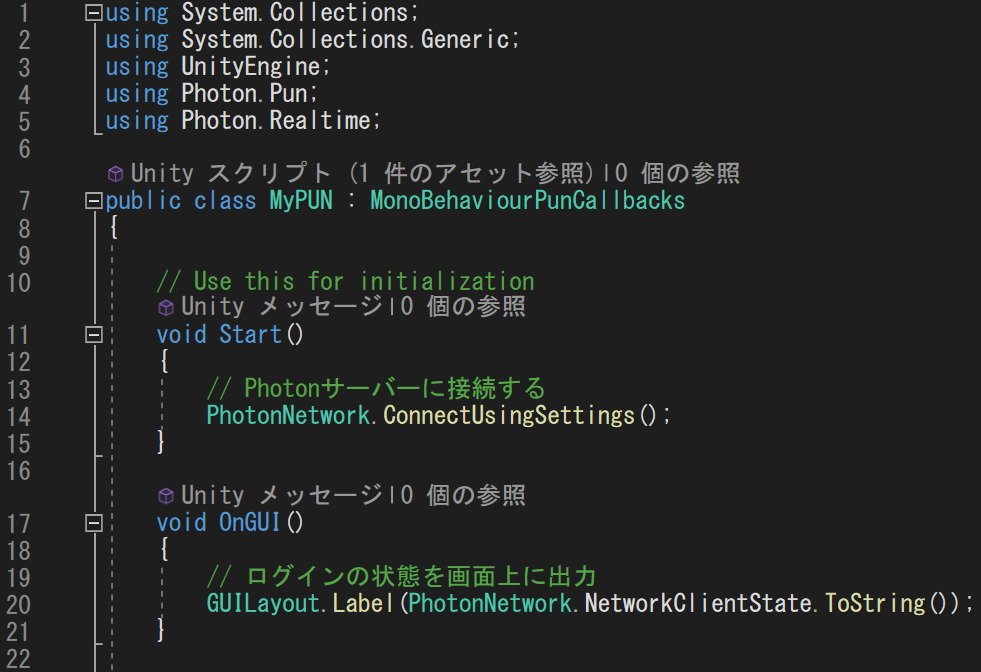 1 using System.Collections;
2 using System.Collections.Generic;
3 using UnityEngine;
4 using Photon.Pun;
5 using Photon.Realtime;
6
Unity スクリプト (1 件のアセット参照)|0 個の参照
7 public class MyPUN : MonoBehaviourPunCallbacks
8 {
9
10 // Use this for initialization
Unity メッセージ|0 個の参照
11 void Start()
12 {
13 // Photonサーバーに接続する
14 PhotonNetwork.ConnectUsingSettings();
15 }
16
Unity メッセージ|0 個の参照
17 void OnGUI()
18 {
19 // ログインの状態を画面上に出力
20 GUILayout.Label(PhotonNetwork.NetworkClientState.ToString());
21 }
22